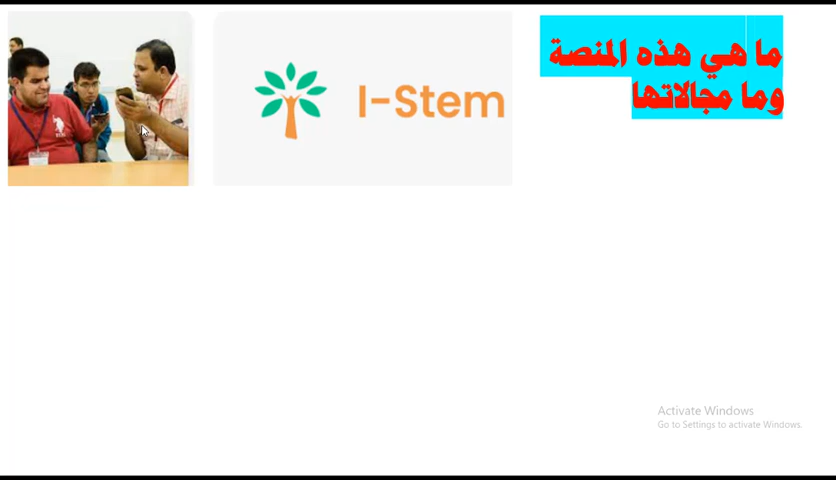 I-Stem
ما هي هذه المنصة
وما مجالاتها
Activate Windows
Go to Settings to activate Windows.